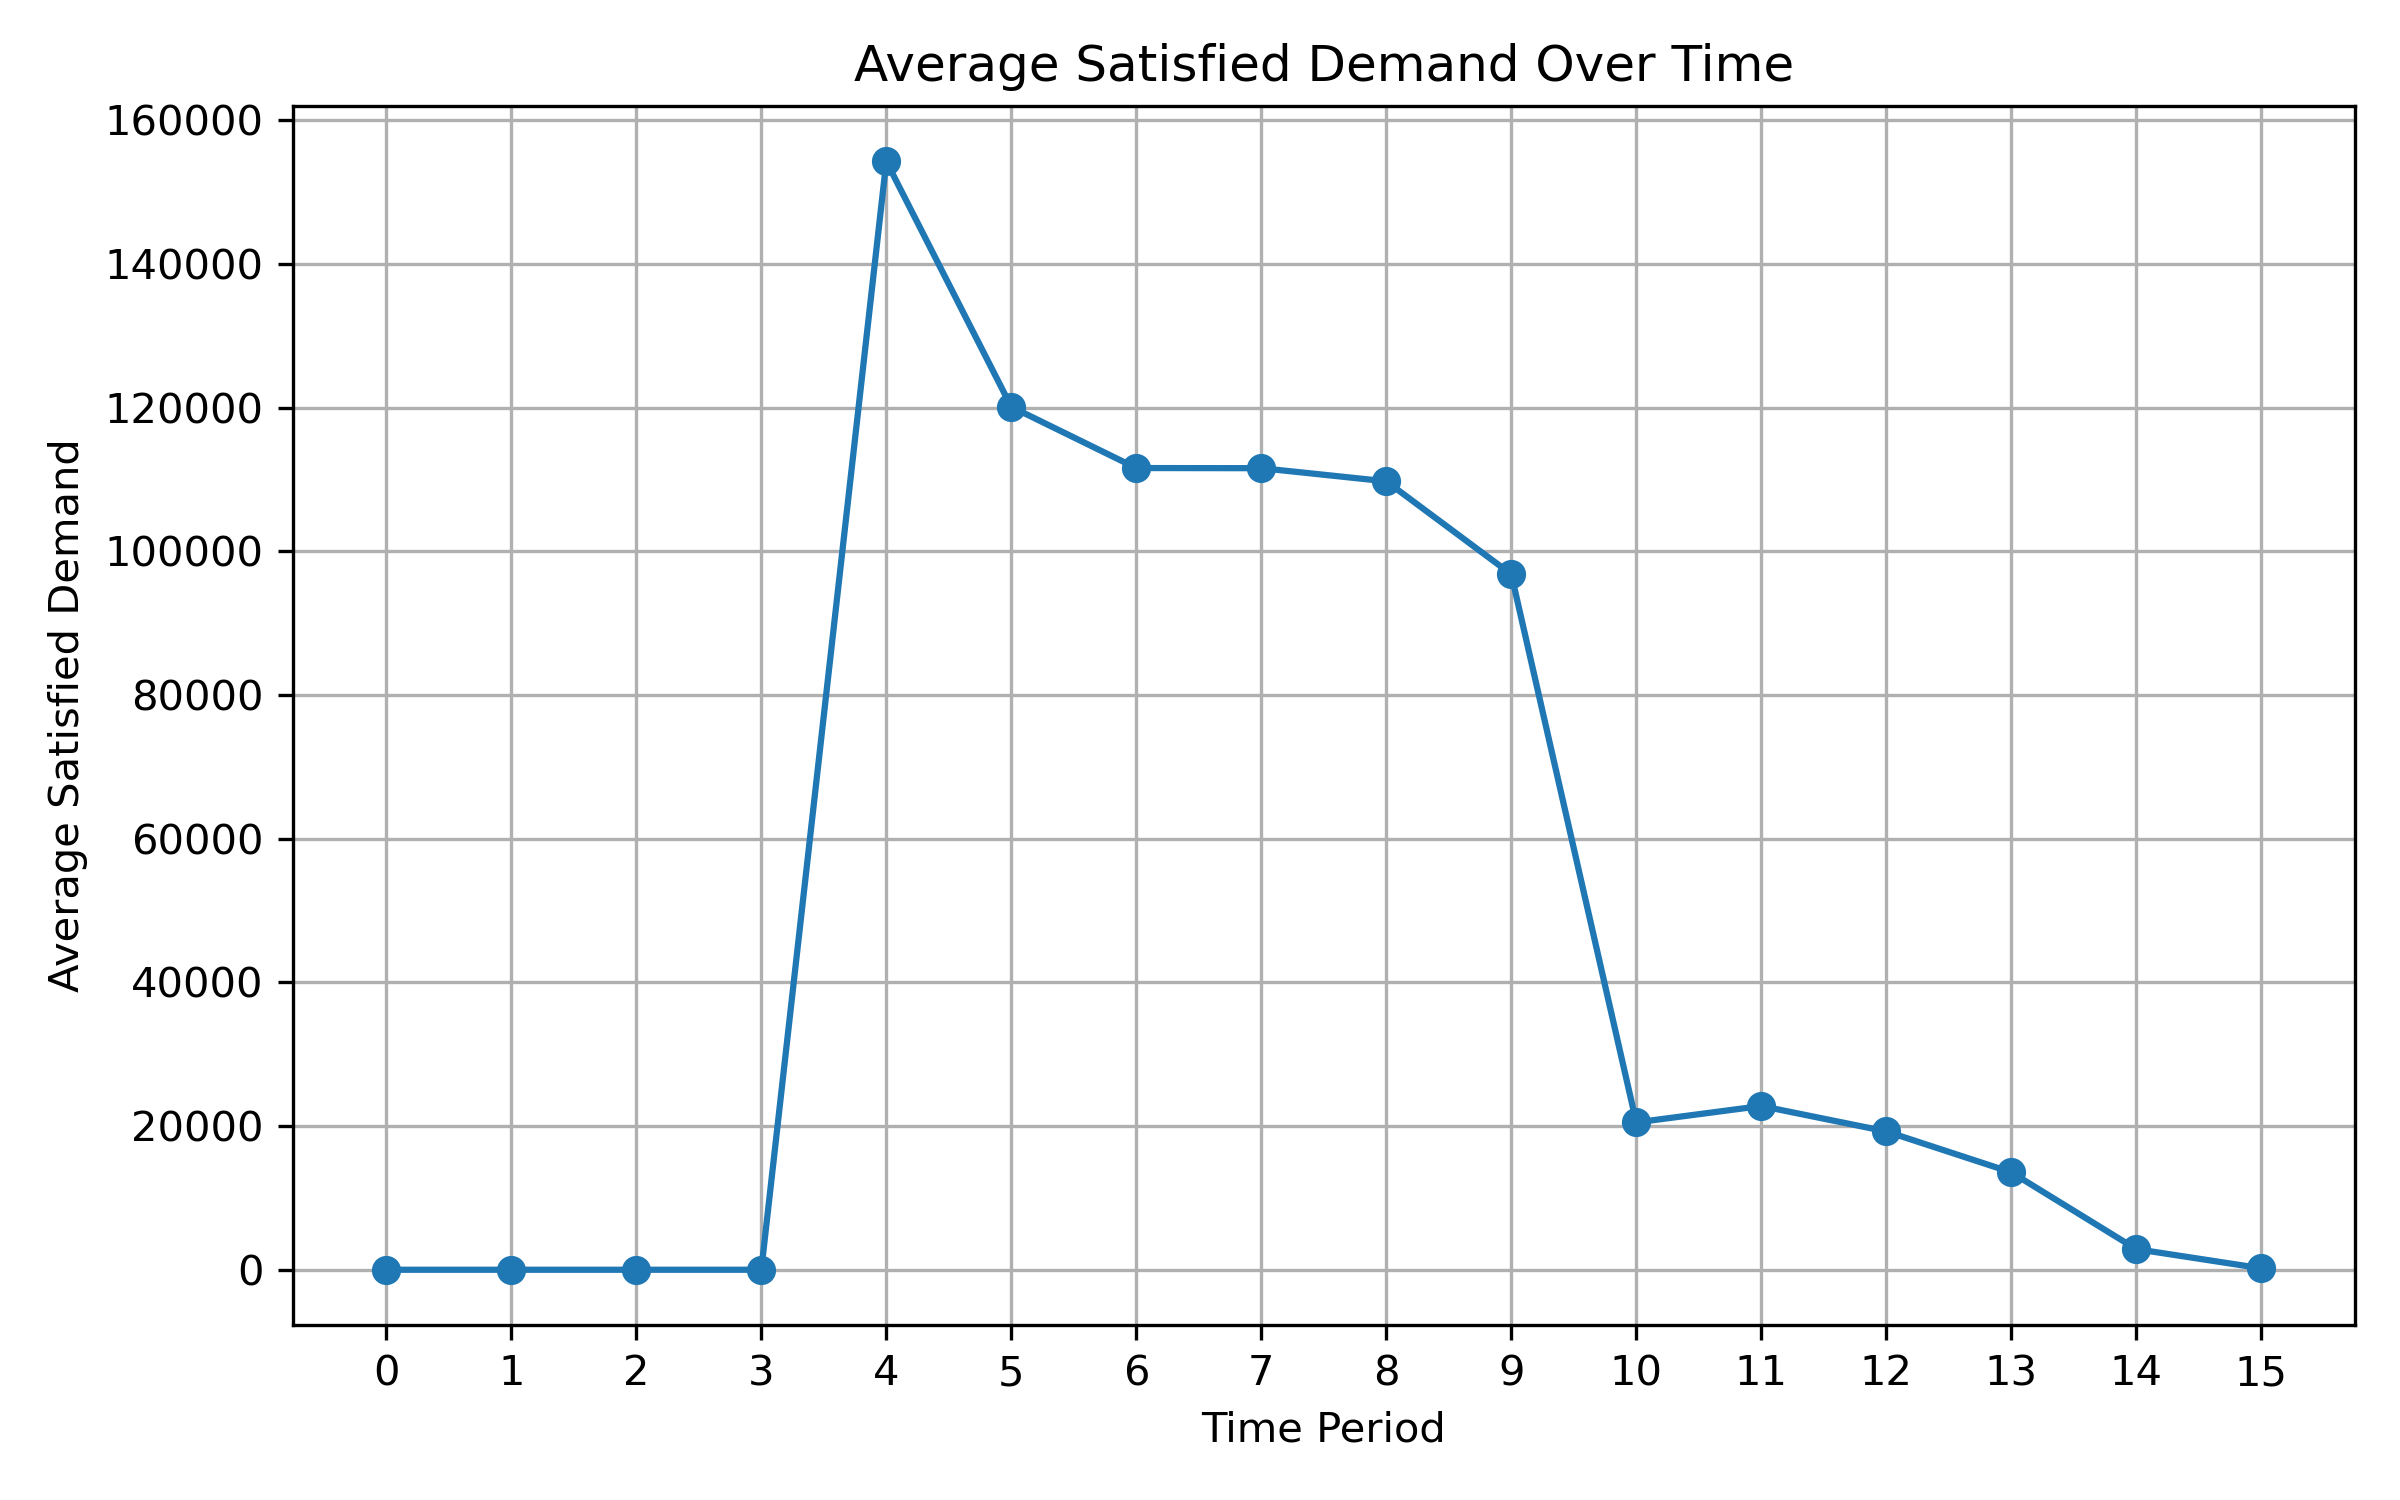 Average Satisfied Demand Over Time
Average Satisfied Demand
160000
140000
120000
100000
80000
60000
40000
20000
0
0 1 2 3 4 5 6 7 8 9 10 11 12 13 14 15
Time Period